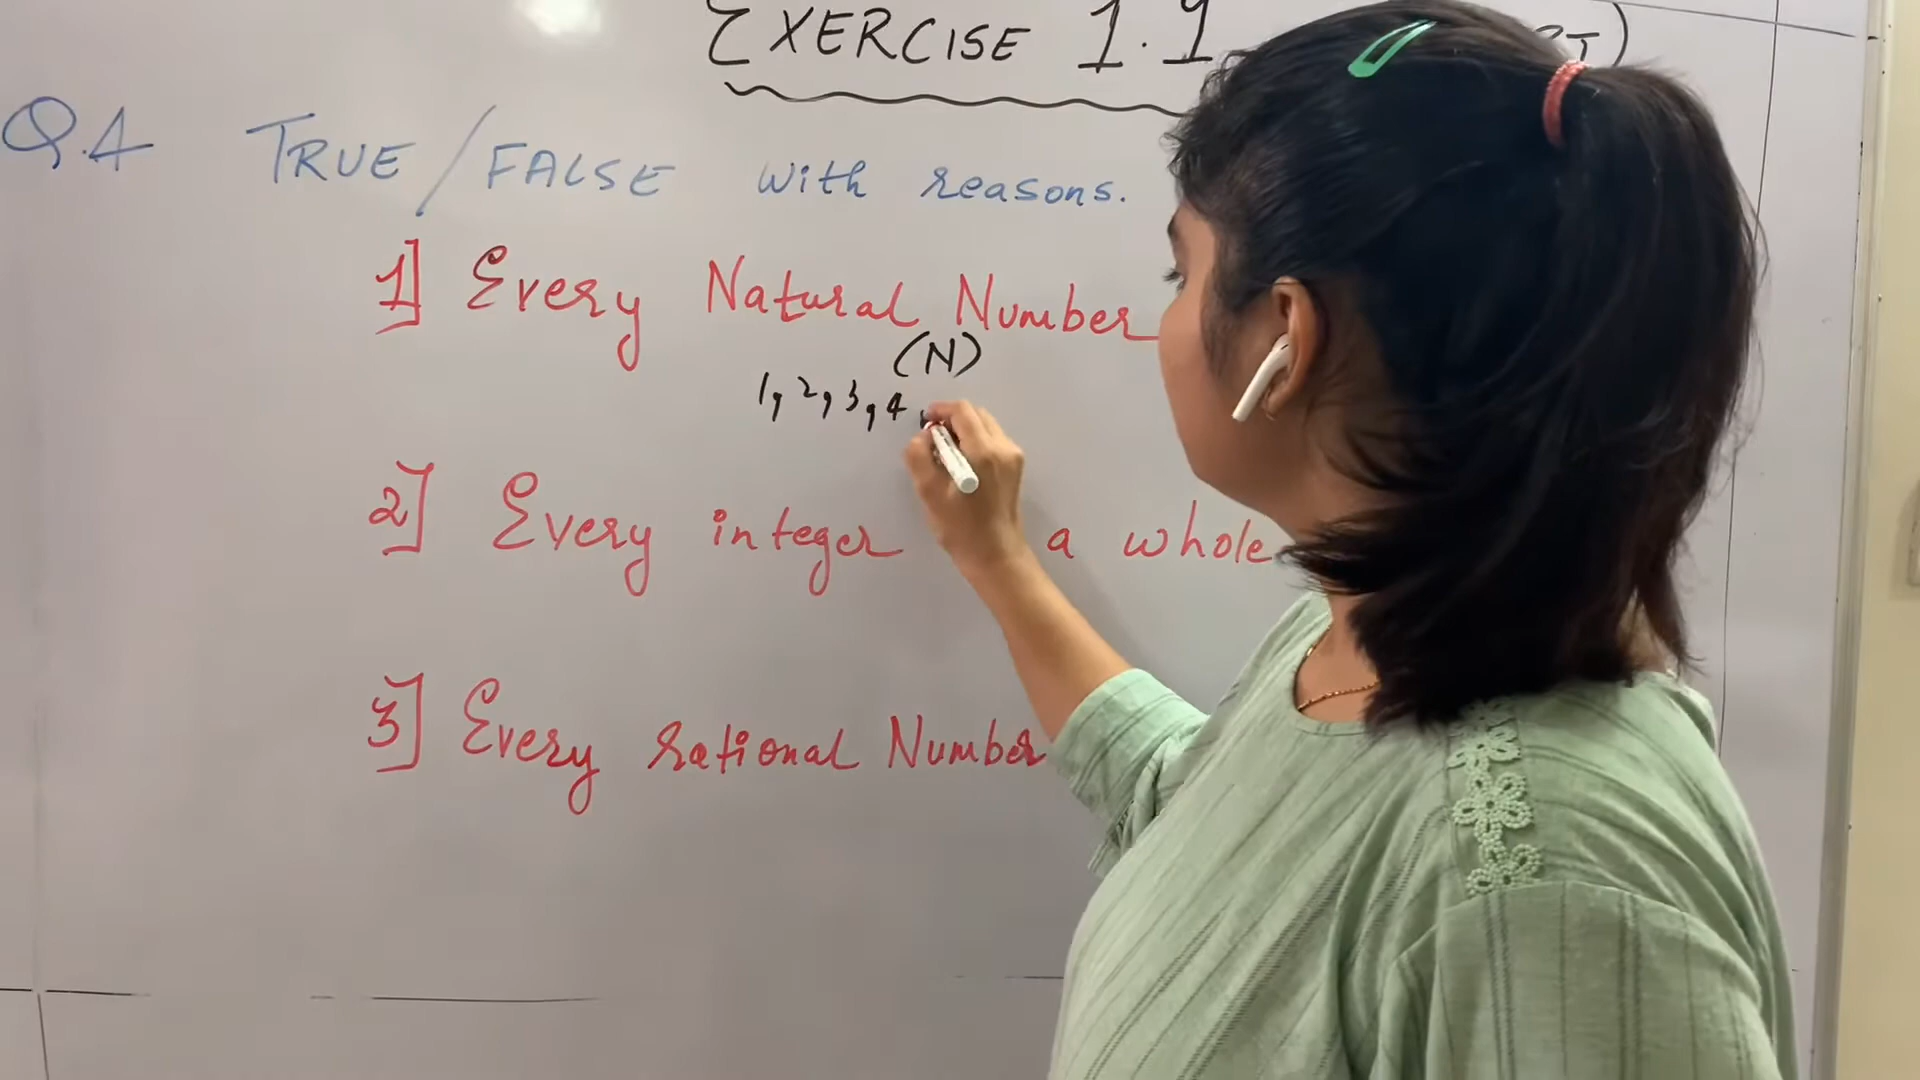 EXERCISE 1.1
Q.4 TRUE/FALSE with reasons.
1] Every Natural Number
(N)
1, 2, 3, 4
2] Every integer a whole
3] Every rational Number